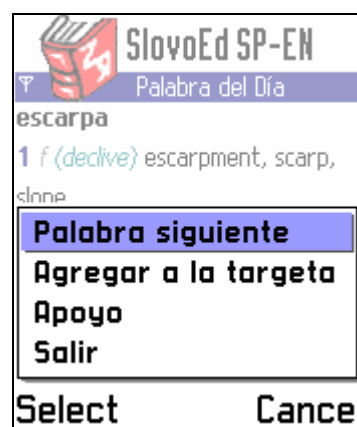 SlovoEd SP-EN
Palabra del Día
escarpa
1 f (declive) escarpment, scarp,
slope
Palabra siguiente
Agregar a la targeta
Apoyo
Salir
Select Cance